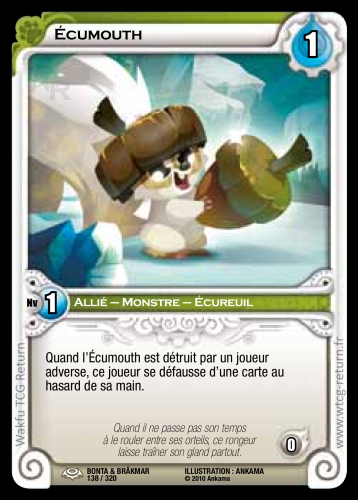 Écumouth
1
Nv 1 Allié – Monstre – Écureuil
Quand l'Écumouth est détruit par un joueur
adverse, ce joueur se défausse d'une carte au
hasard de sa main.
Quand il ne passe pas son temps
à le rouler entre ses orteils, ce rongeur
laisse traîner son gland partout.
0
BONTA & BRÂKMAR
138 / 320
ILLUSTRATION : ANKAMA
© 2010 Ankama
Wakfu TCG Return
www.wtcg-return.fr